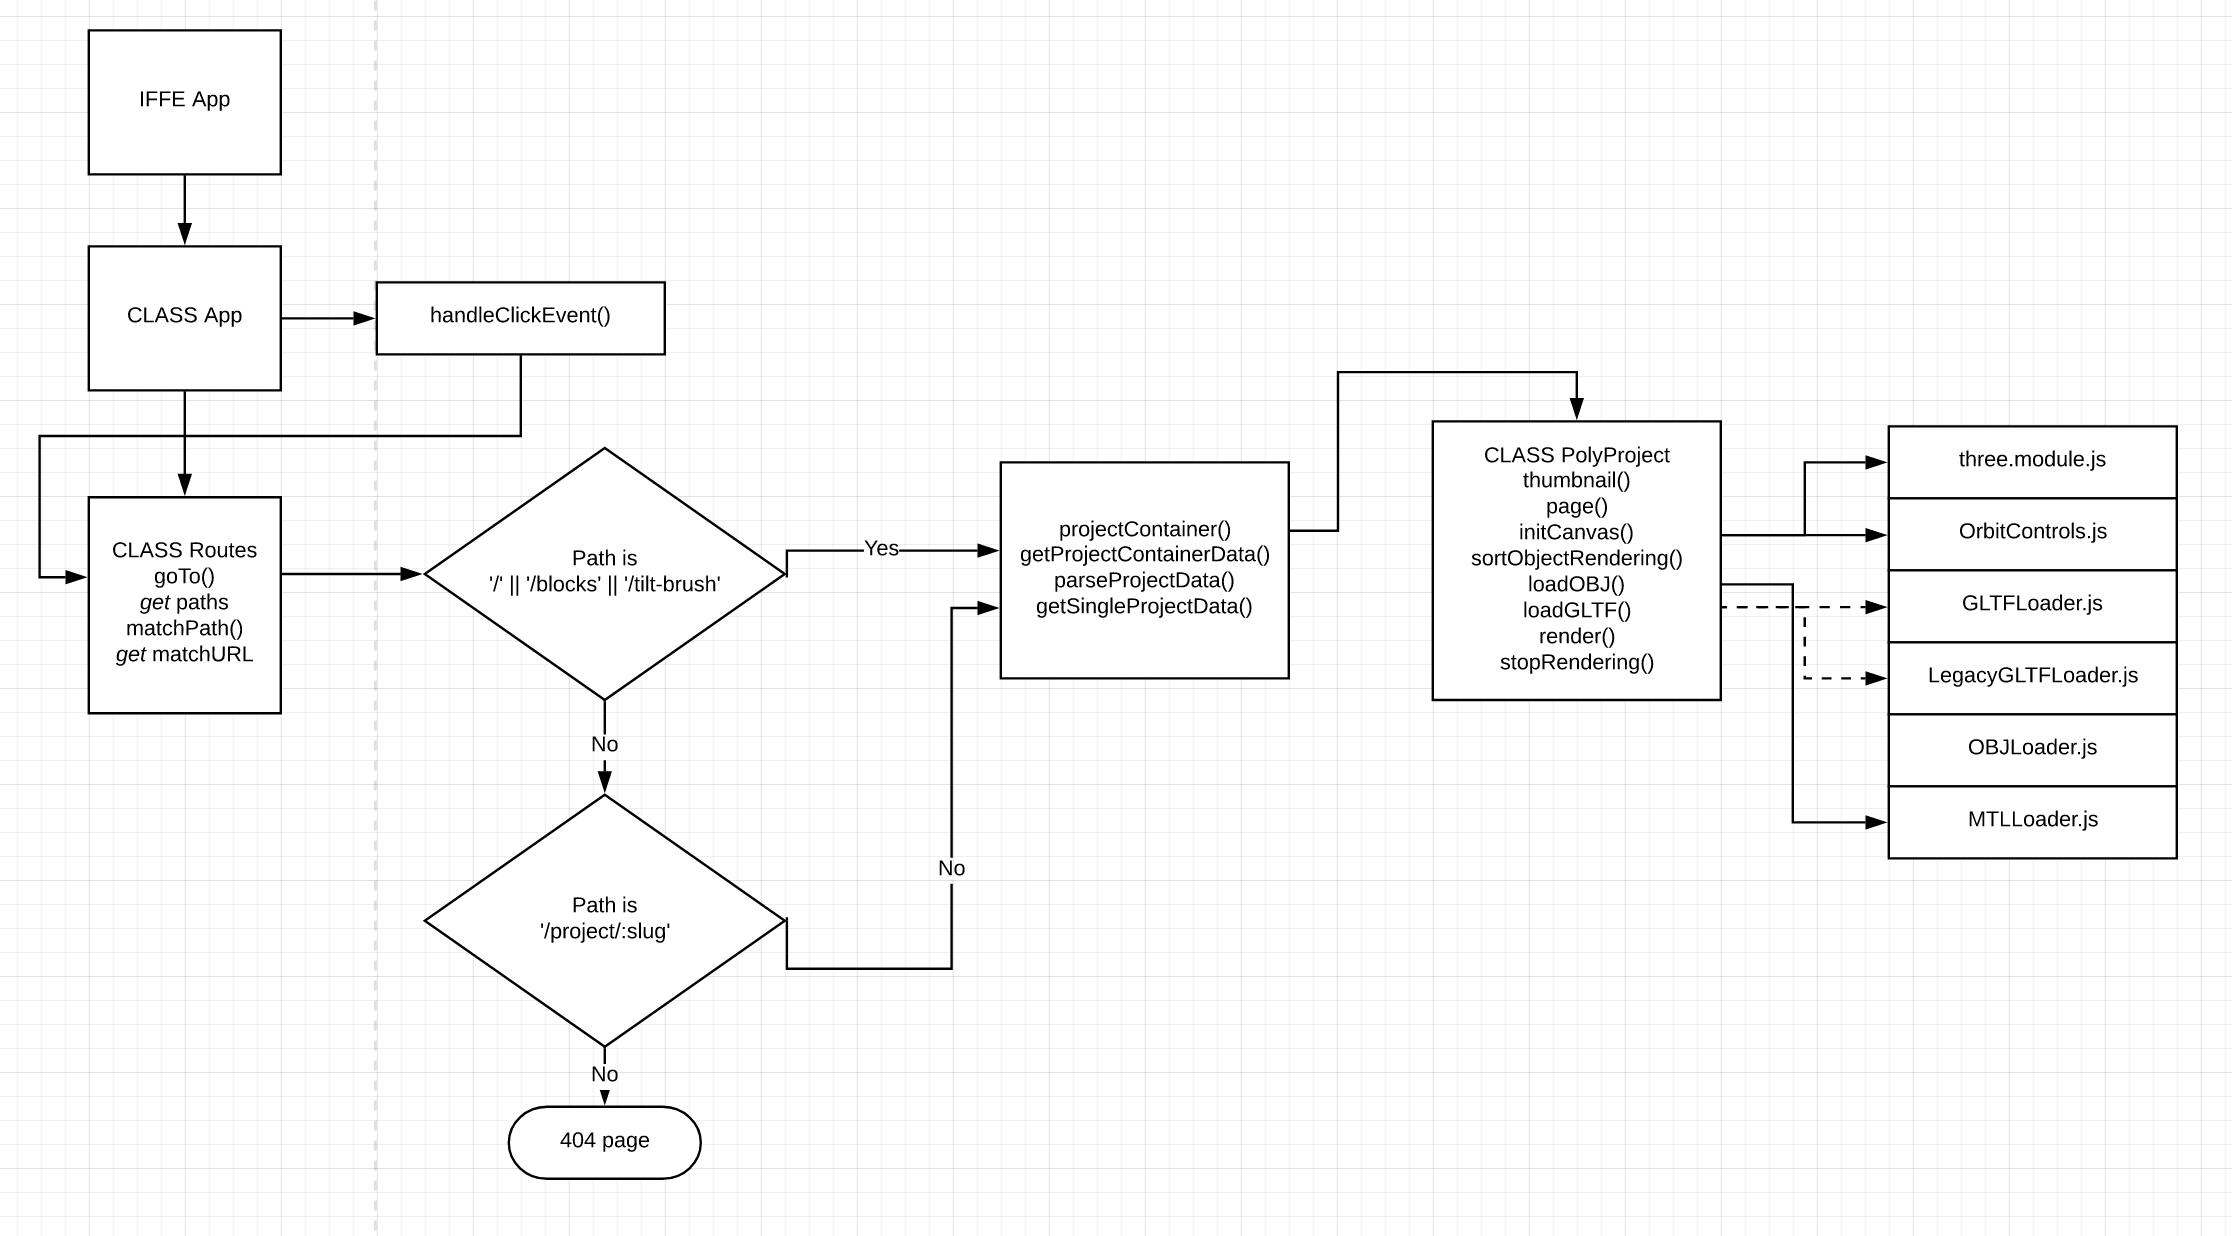 IFFE App
CLASS App
handleClickEvent()
CLASS Routes
goTo()
get paths
matchPath()
get matchURL
Path is
'/' || '/blocks' || '/tilt-brush'
Yes
No
Path is
'/project/:slug'
No
No
404 page
projectContainer()
getProjectContainerData()
parseProjectData()
getSingleProjectData()
CLASS PolyProject
thumbnail()
page()
initCanvas()
sortObjectRendering()
loadOBJ()
loadGLTF()
render()
stopRendering()
three.module.js
OrbitControls.js
GLTFLoader.js
LegacyGLTFLoader.js
OBJLoader.js
MTLLoader.js